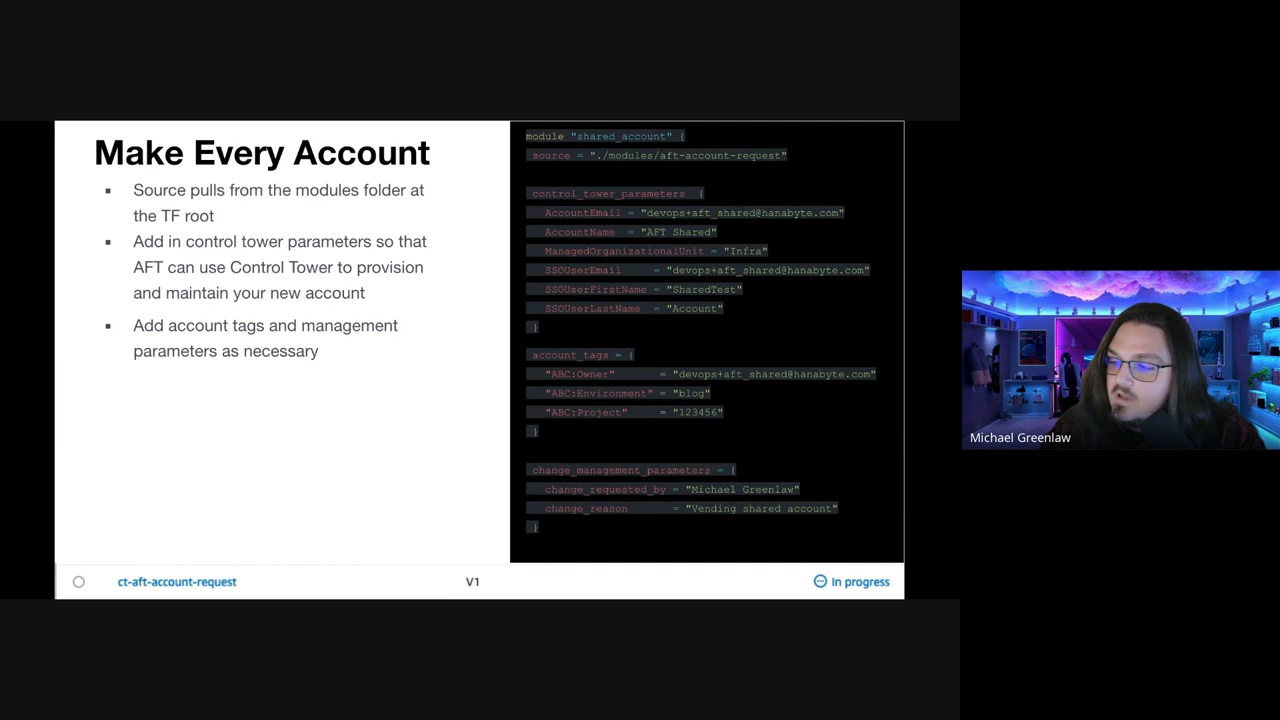 Make Every Account
▪ Source pulls from the modules folder at
the TF root
▪ Add in control tower parameters so that
AFT can use Control Tower to provision
and maintain your new account
▪ Add account tags and management
parameters as necessary
module "shared_account" {
source = "./modules/aft-account-request"
control_tower_parameters {
AccountEmail = "devops+aft_shared@hanabyte.com"
AccountName = "AFT Shared"
ManagedOrganizationalUnit = "Infra"
SSOUserEmail = "devops+aft_shared@hanabyte.com"
SSOUserFirstName = "SharedTest"
SSOUserLastName = "Account"
}
account_tags = {
"ABC:Owner" = "devops+aft_shared@hanabyte.com"
"ABC:Environment" = "blog"
"ABC:Project" = "123456"
}
change_management_parameters = {
change_requested_by = "Michael Greenlaw"
change_reason = "Vending shared account"
}
ct-aft-account-request V1 In progress
Michael Greenlaw